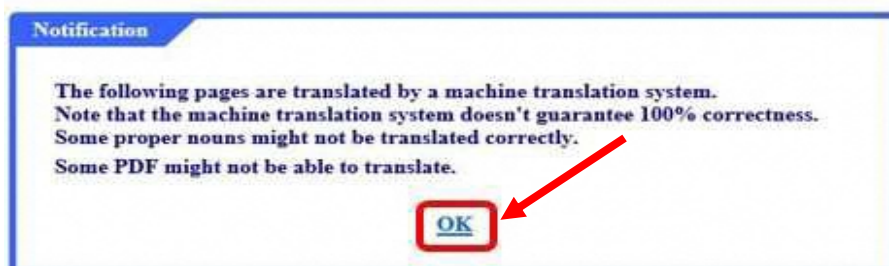 Notification
The following pages are translated by a machine translation system.
Note that the machine translation system doesn't guarantee 100% correctness.
Some proper nouns might not be translated correctly.
Some PDF might not be able to translate.
OK